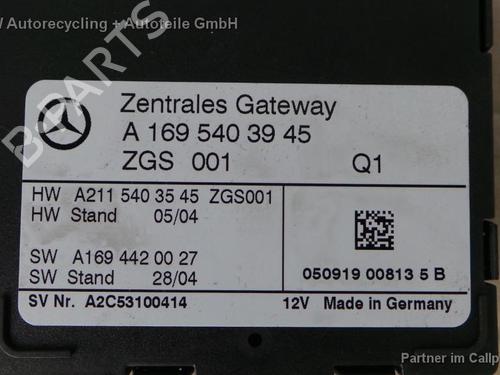 Autorecycling + Autoteile GmbH
B-PARTS
Zentrales Gateway
A 169 540 39 45
ZGS 001 Q1
HW A211 540 35 45 ZGS001
HW Stand 05/04
SW A169 442 00 27
SW Stand 28/04
050919 00813 5 B
SV Nr. A2C53100414 12V Made in Germany
Partner im Callp